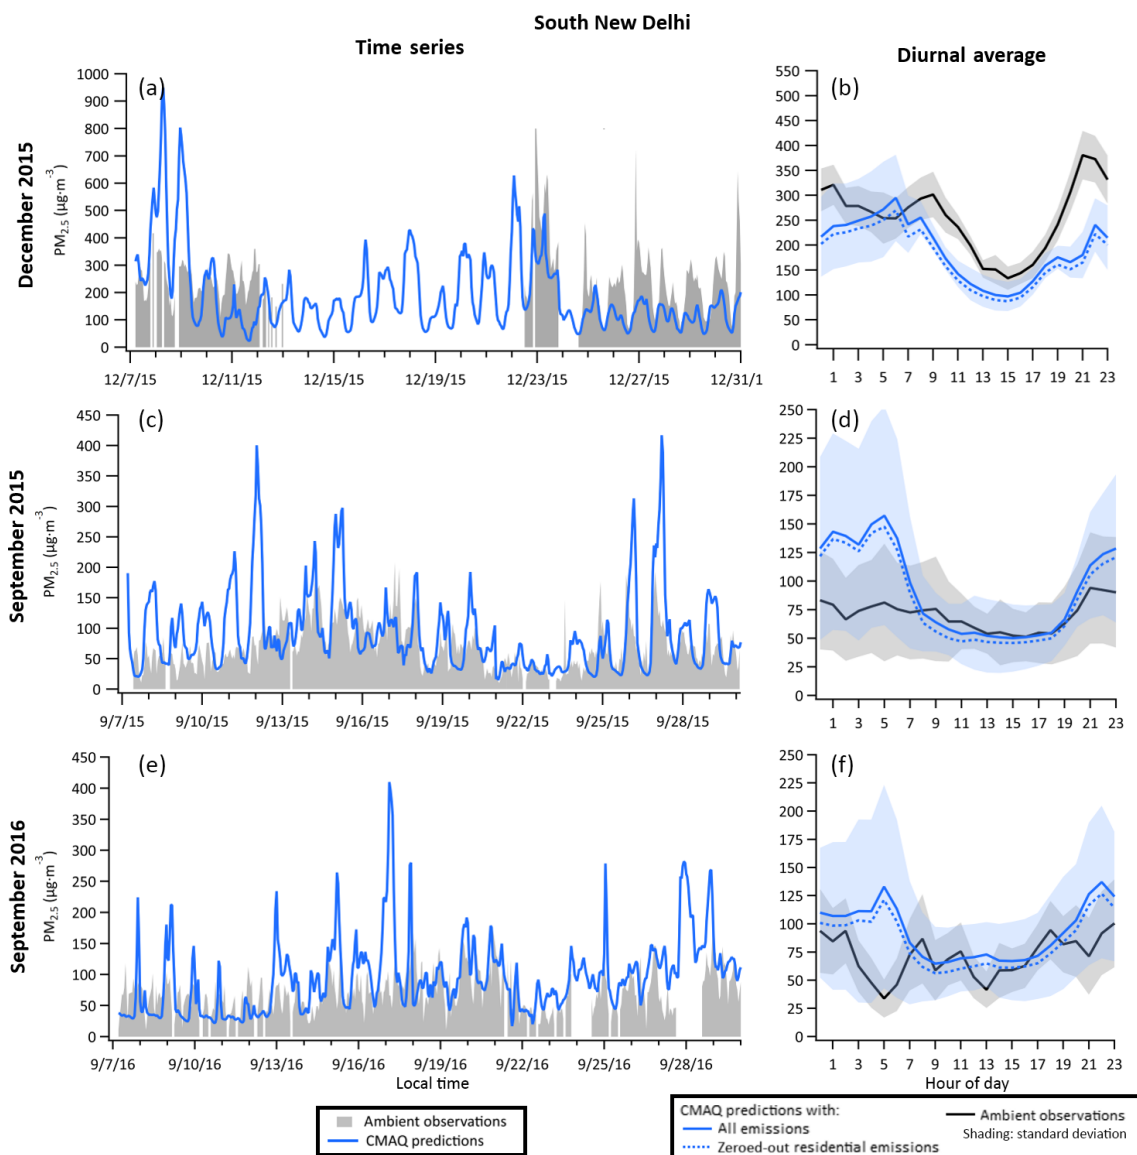 South New Delhi
Time series
Diurnal average
December 2015
PM2.5 (µg·m-3)
(a)
1000
900
800
700
600
500
400
300
200
100
0
12/7/15 12/11/15 12/15/15 12/19/15 12/23/15 12/27/15 12/31/1
(b)
550
500
450
400
350
300
250
200
150
100
50
0
1 3 5 7 9 11 13 15 17 19 21 23
September 2015
PM2.5 (µg·m-3)
(c)
450
400
350
300
250
200
150
100
50
0
9/7/15 9/10/15 9/13/15 9/16/15 9/19/15 9/22/15 9/25/15 9/28/15
(d)
250
225
200
175
150
125
100
75
50
25
0
1 3 5 7 9 11 13 15 17 19 21 23
September 2016
PM2.5 (µg·m-3)
(e)
450
400
350
300
250
200
150
100
50
0
9/7/16 9/10/16 9/13/16 9/16/16 9/19/16 9/22/16 9/25/16 9/28/16
Local time
(f)
250
225
200
175
150
125
100
75
50
25
0
1 3 5 7 9 11 13 15 17 19 21 23
Hour of day
Ambient observations
CMAQ predictions
CMAQ predictions with:
All emissions
Zeroed-out residential emissions
Ambient observations
Shading: standard deviation